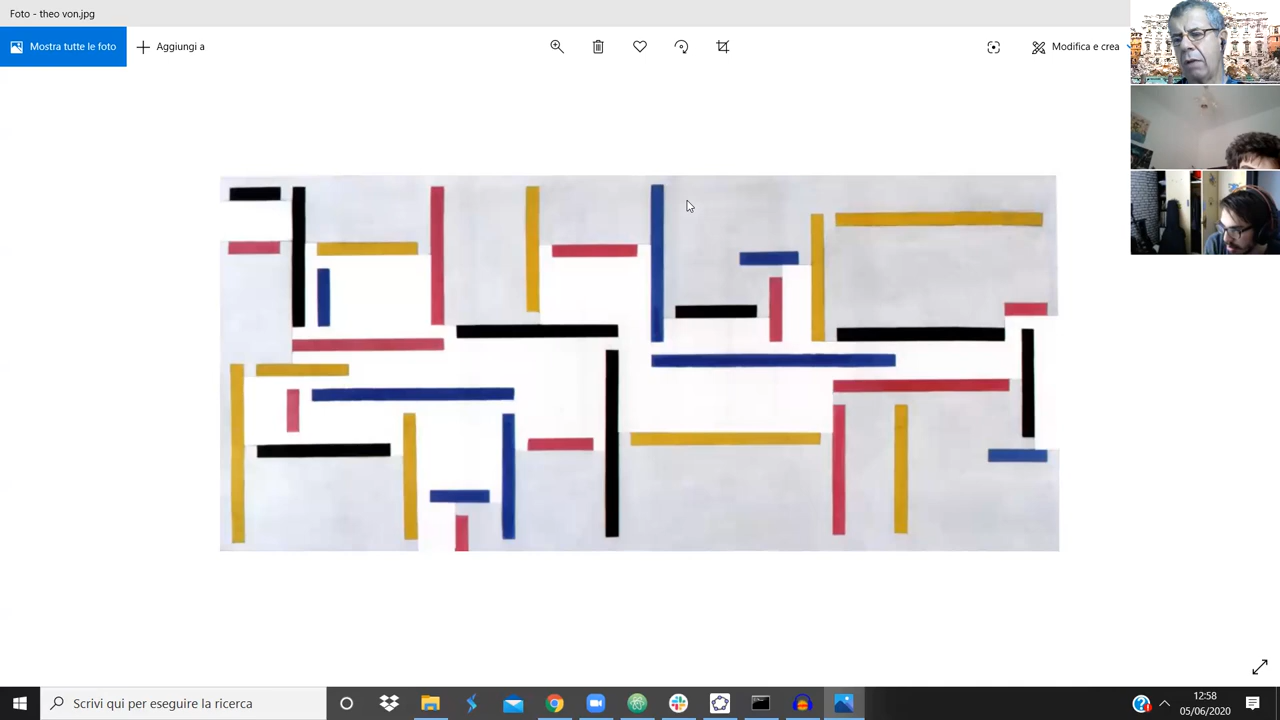 Foto - theo von.jpg
Mostra tutte le foto
Aggiungi a
Modifica e crea
Scrivi qui per eseguire la ricerca
12:58
05/06/2020